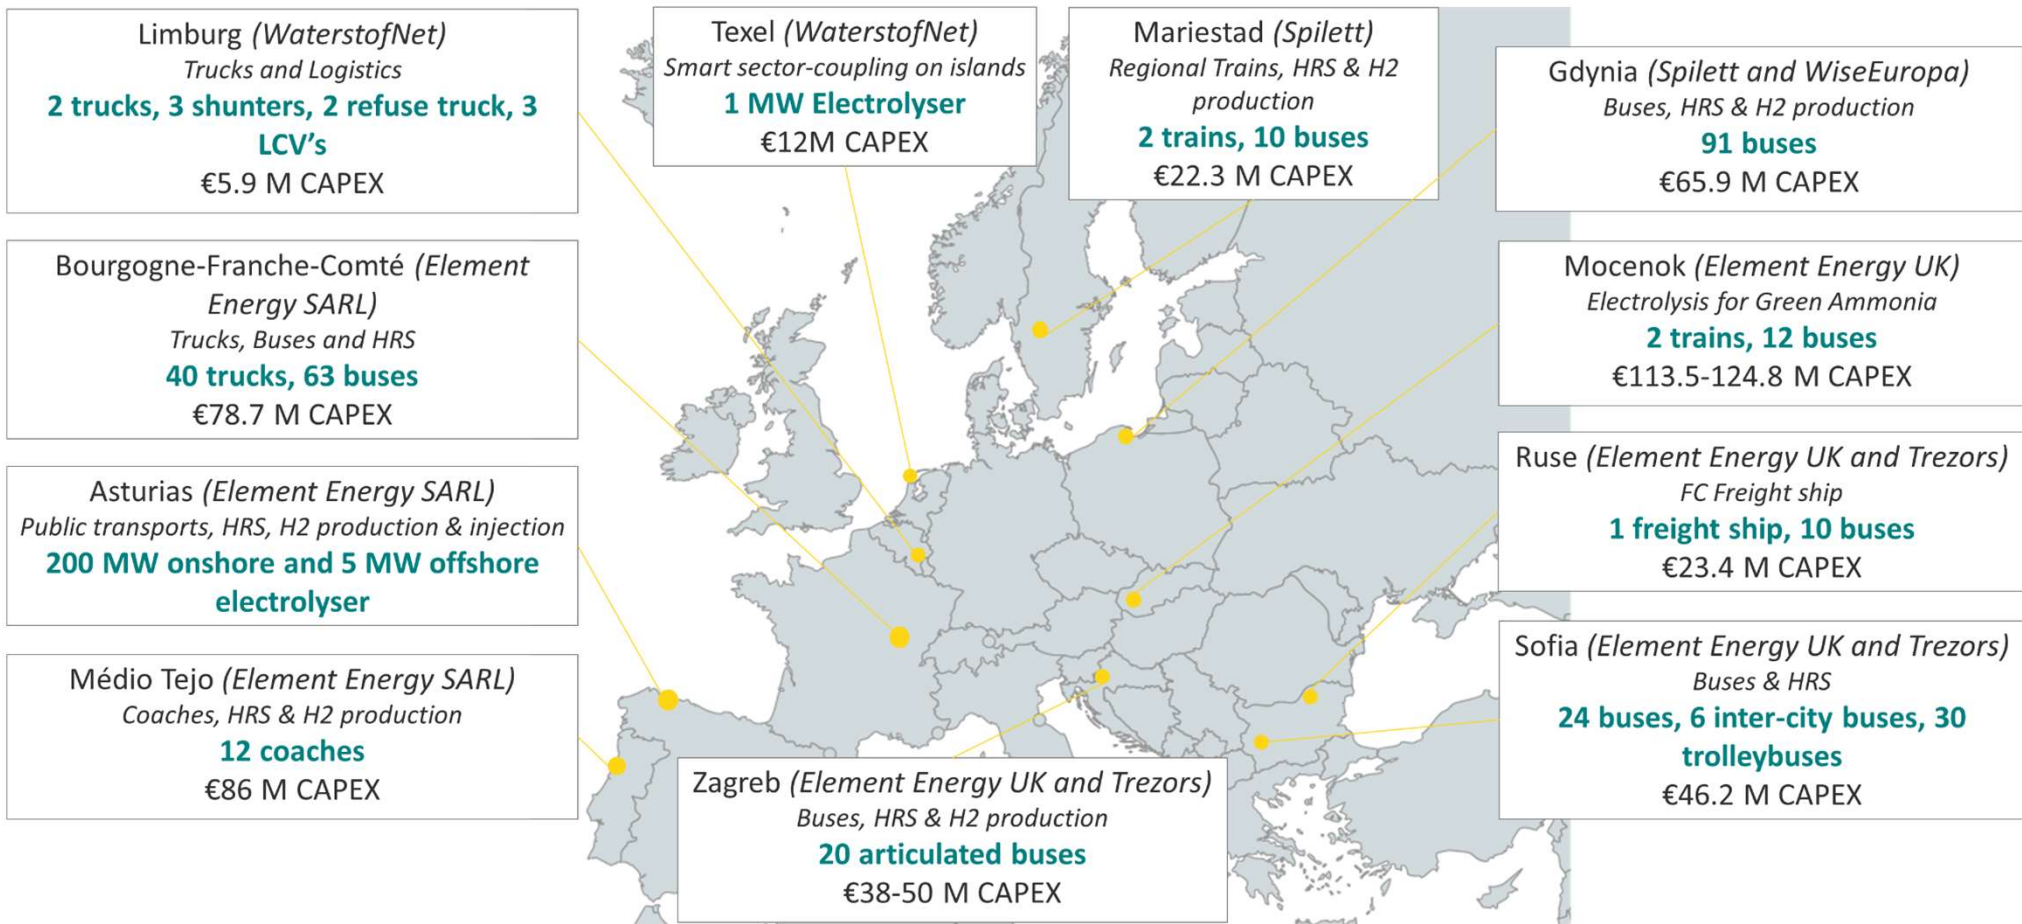 Limburg (WaterstofNet)
Trucks and Logistics
2 trucks, 3 shunters, 2 refuse truck, 3
LCV’s
€5.9 M CAPEX
Texel (WaterstofNet)
Smart sector-coupling on islands
1 MW Electrolyser
€12M CAPEX
Mariestad (Spilett)
Regional Trains, HRS & H2
production
2 trains, 10 buses
€22.3 M CAPEX
Gdynia (Spilett and WiseEuropa)
Buses, HRS & H2 production
91 buses
€65.9 M CAPEX
Bourgogne-Franche-Comté (Element
Energy SARL)
Trucks, Buses and HRS
40 trucks, 63 buses
€78.7 M CAPEX
Mocenok (Element Energy UK)
Electrolysis for Green Ammonia
2 trains, 12 buses
€113.5-124.8 M CAPEX
Asturias (Element Energy SARL)
Public transports, HRS, H2 production & injection
200 MW onshore and 5 MW offshore
electrolyser
Ruse (Element Energy UK and Trezors)
FC Freight ship
1 freight ship, 10 buses
€23.4 M CAPEX
Médio Tejo (Element Energy SARL)
Coaches, HRS & H2 production
12 coaches
€86 M CAPEX
Zagreb (Element Energy UK and Trezors)
Buses, HRS & H2 production
20 articulated buses
€38-50 M CAPEX
Sofia (Element Energy UK and Trezors)
Buses & HRS
24 buses, 6 inter-city buses, 30
trolleybuses
€46.2 M CAPEX